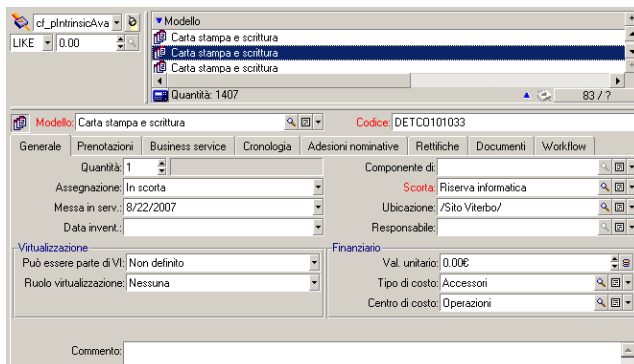 cf_pIntrinsicAva
LIKE 0.00
Modello
Carta stampa e scrittura
Carta stampa e scrittura
Carta stampa e scrittura
Quantità: 1407 83 / ?
Modello: Carta stampa e scrittura Codice: DETC0101033
Generale Prenotazioni Business service Cronologia Adesioni nominative Rettifiche Documenti Workflow
Quantità: 1 Componente di:
Assegnazione: In scorta Scorta: Riserva informatica
Messa in serv.: 8/22/2007 Ubicazione: /Sito Viterbo/
Data invent.: Responsabile:
Virtualizzazione Finanziario
Può essere parte di VI: Non definito Val. unitario: 0.00€
Ruolo virtualizzazione: Nessuna Tipo di costo: Accessori
Centro di costo: Operazioni
Commento: